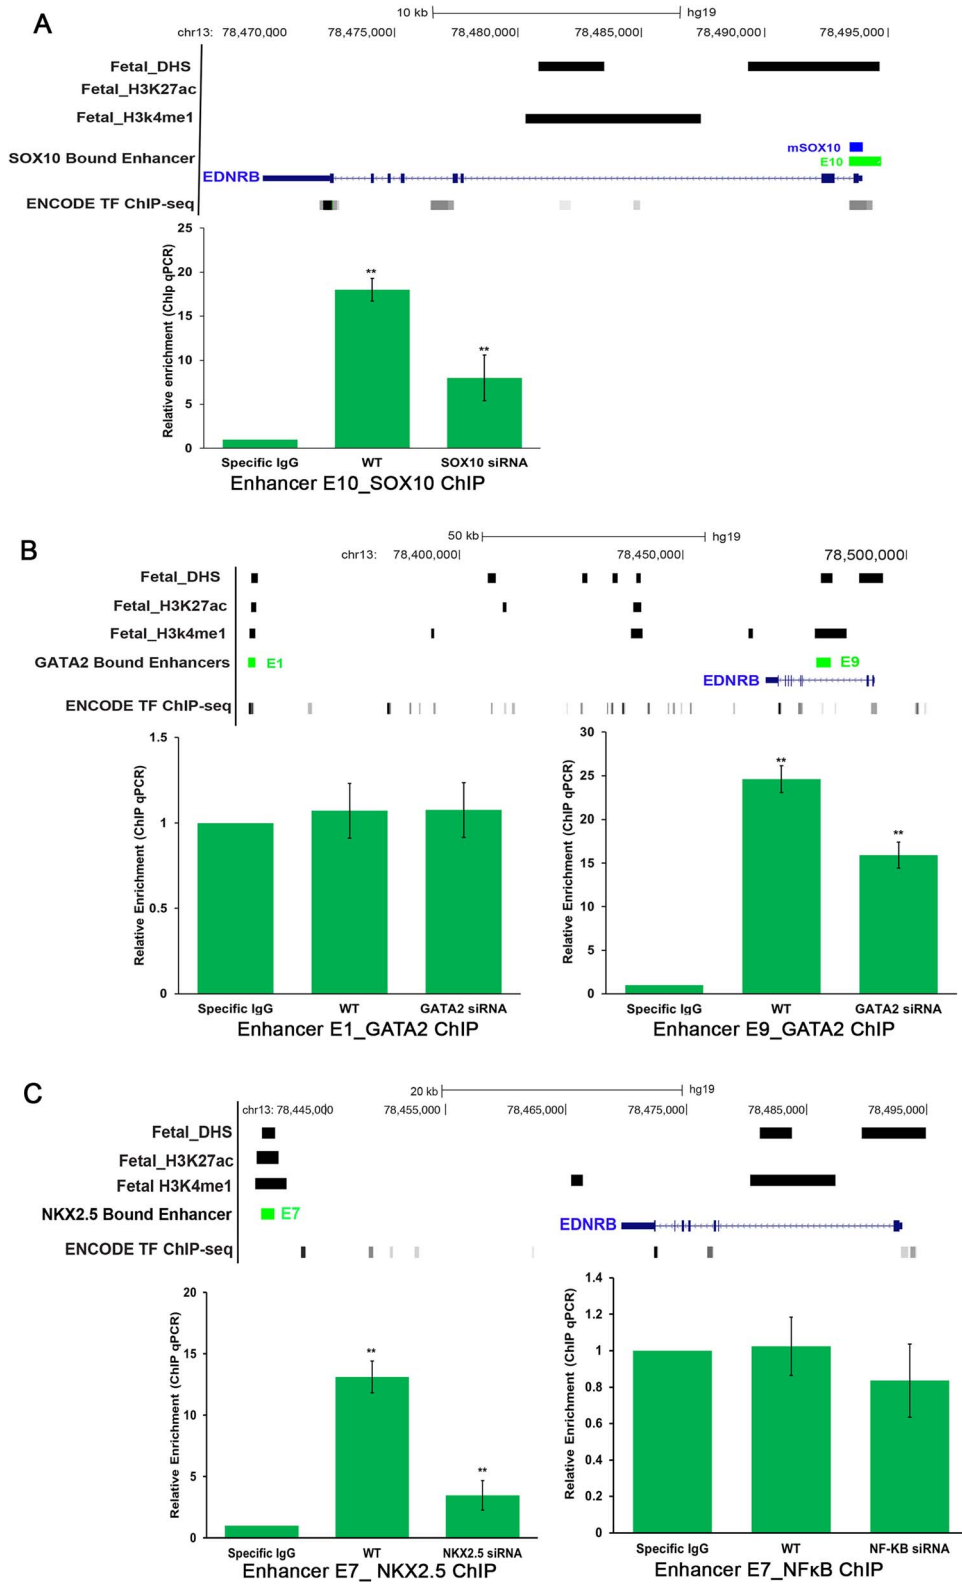 A
10 kb hg19
chr13: 78,470,000 78,475,000 78,480,000 78,485,000 78,490,000 78,495,000
Fetal_DHS
Fetal_H3K27ac
Fetal_H3k4me1
mSOX10
SOX10 Bound Enhancer E10
EDNRB
ENCODE TF ChIP-seq
Relative enrichment (ChIp qPCR)
25
20
15
10
5
0
**
**
Specific IgG WT SOX10 siRNA
Enhancer E10_SOX10 ChIP
B
50 kb hg19
chr13: 78,400,000 78,450,000 78,500,000
Fetal_DHS
Fetal_H3K27ac
Fetal_H3k4me1
GATA2 Bound Enhancers E1 E9
EDNRB
ENCODE TF ChIP-seq
Relative Enrichment (ChIP qPCR)
1.5
1
0.5
0
Specific IgG WT GATA2 siRNA
Enhancer E1_GATA2 ChIP
Relative Enrichment (ChIP qPCR)
30
25
20
15
10
5
0
**
**
Specific IgG WT GATA2 siRNA
Enhancer E9_GATA2 ChIP
C
20 kb hg19
chr13: 78,445,000 78,455,000 78,465,000 78,475,000 78,485,000 78,495,000
Fetal_DHS
Fetal_H3K27ac
Fetal H3K4me1
NKX2.5 Bound Enhancer E7
EDNRB
ENCODE TF ChIP-seq
Relative Enrichment (ChIP qPCR)
20
15
10
5
0
**
**
Specific IgG WT NKX2.5 siRNA
Enhancer E7_ NKX2.5 ChIP
Relative Enrichment (ChIP qPCR)
1.4
1.2
1
0.8
0.6
0.4
0.2
0
Specific IgG WT NF-KB siRNA
Enhancer E7_NFκB ChIP